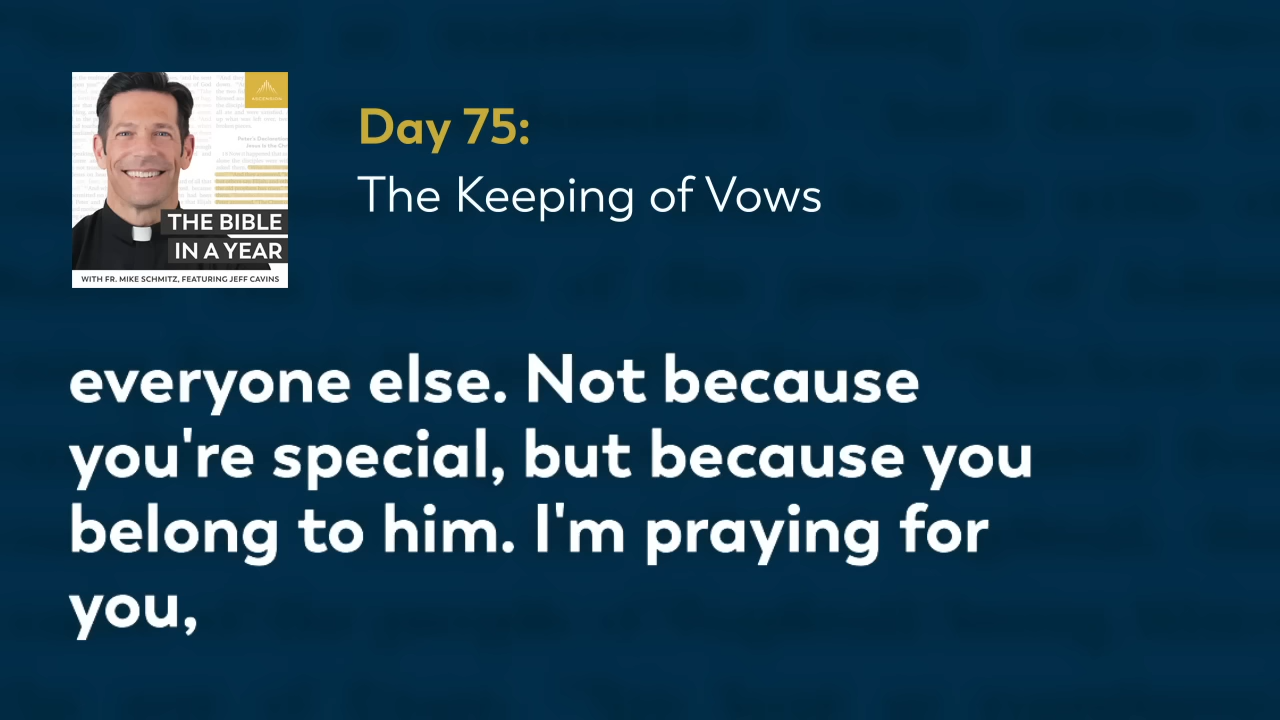 Day 75:
The Keeping of Vows
ASCENSION
THE BIBLE
IN A YEAR
WITH FR. MIKE SCHMITZ, FEATURING JEFF CAVINS
everyone else. Not because
you're special, but because you
belong to him. I'm praying for
you,